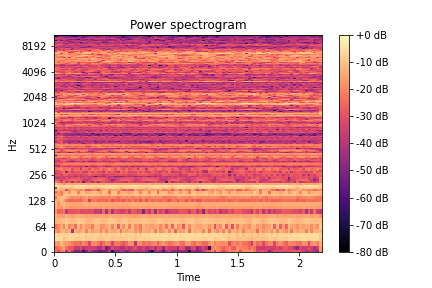 Power spectrogram
8192
4096
2048
1024
512
256
128
64
0
Hz
0
0.5
1
1.5
2
Time
+0 dB
-10 dB
-20 dB
-30 dB
-40 dB
-50 dB
-60 dB
-70 dB
-80 dB